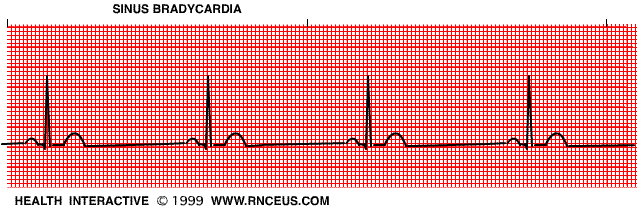 SINUS BRADYCARDIA
HEALTH INTERACTIVE © 1999 WWW.RNCEUS.COM